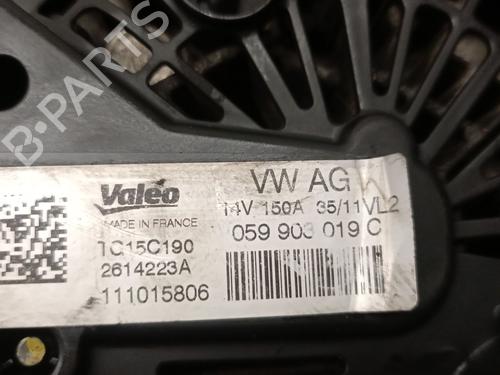 B-PARTS
Valeo
VW AG
MADE IN FRANCE
14V 150A 35/11VL2
TG15C190
059 903 019 C
2614223A
111015806